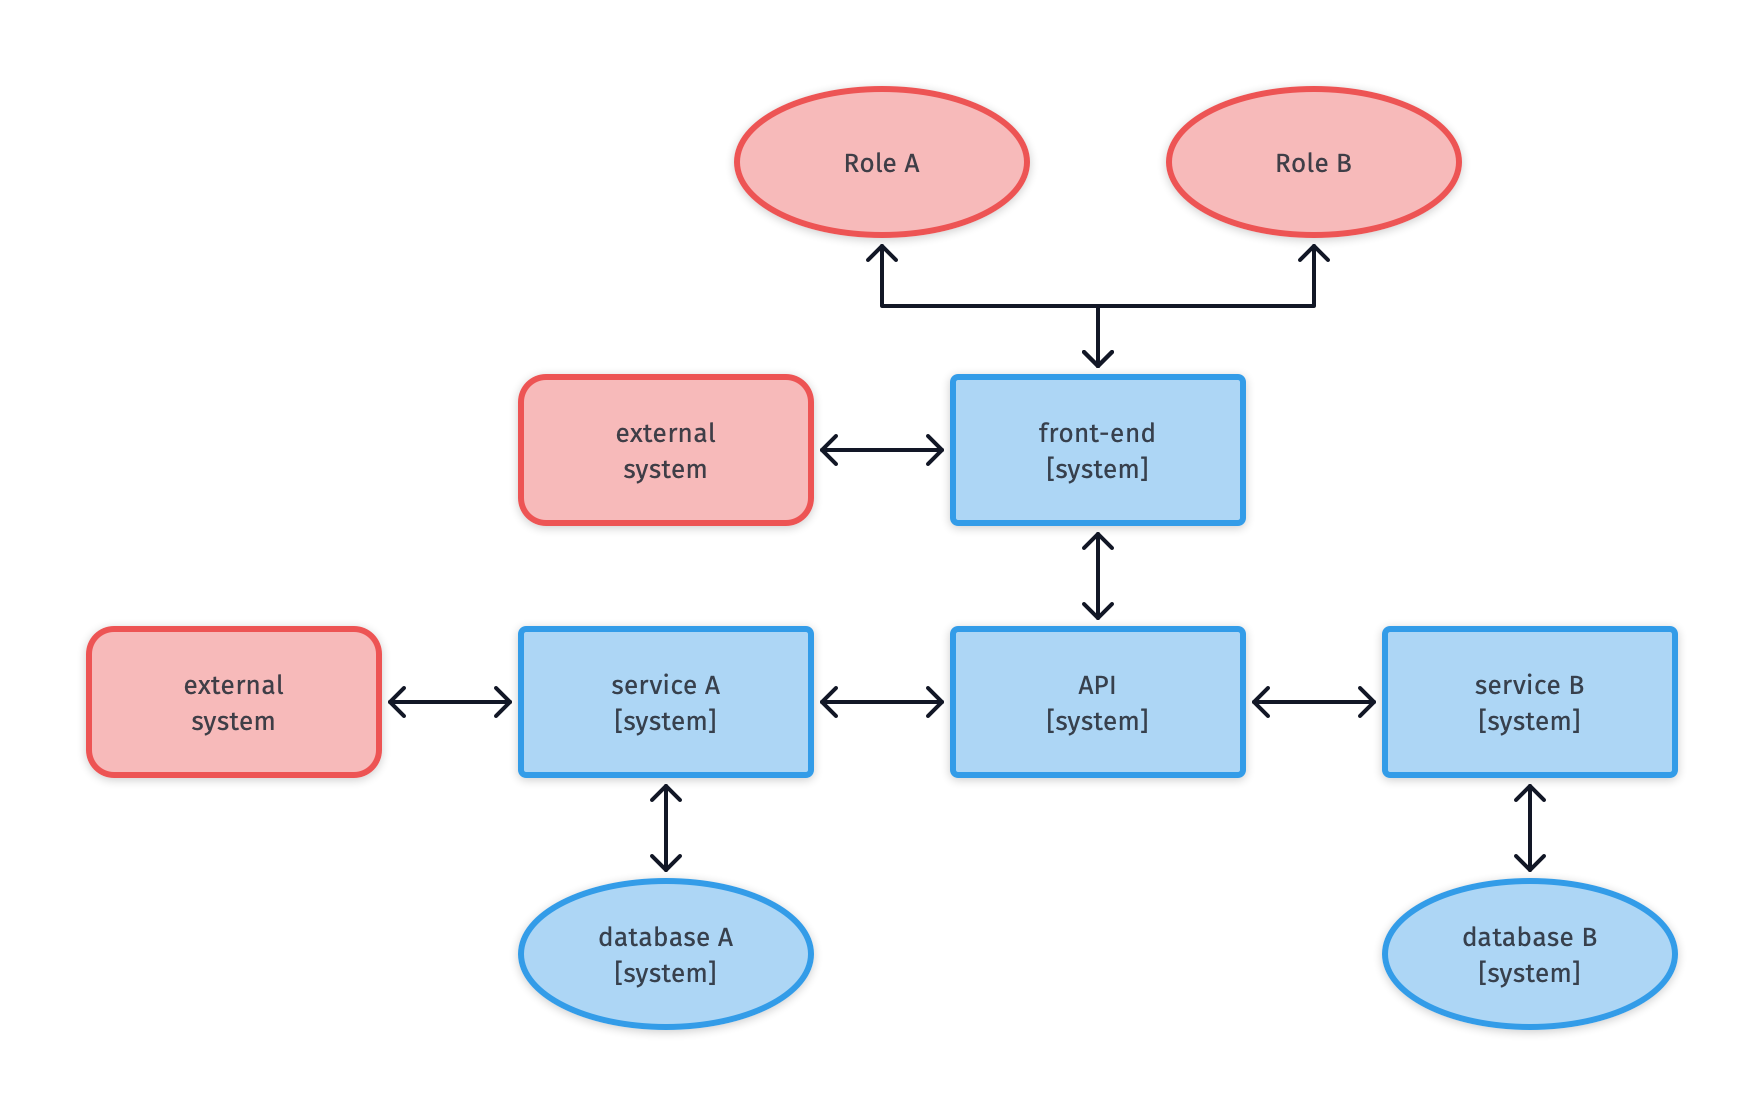 Role A
Role B
external
system
front-end
[system]
external
system
service A
[system]
API
[system]
service B
[system]
database A
[system]
database B
[system]